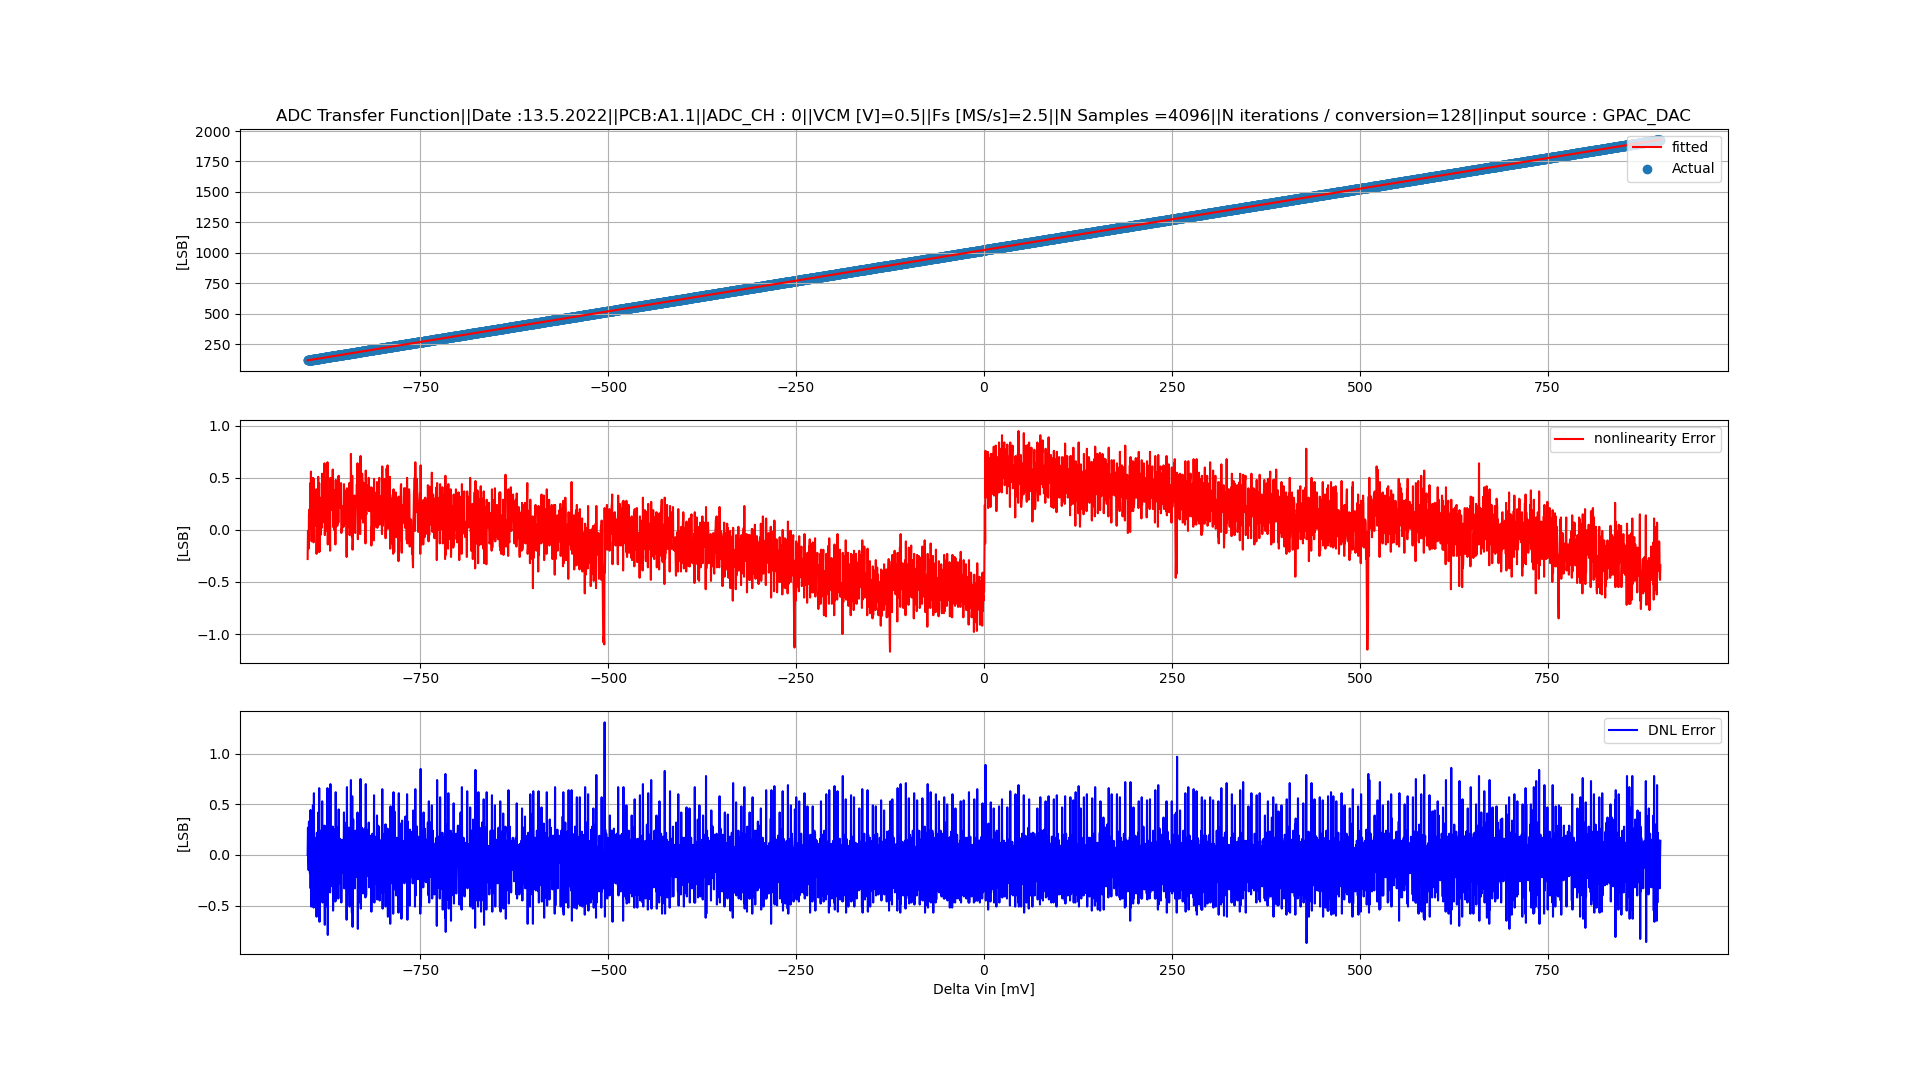 ADC Transfer Function||Date :13.5.2022||PCB:A1.1||ADC_CH : 0||VCM [V]=0.5||Fs [MS/s]=2.5||N Samples =4096||N iterations / conversion=128||input source : GPAC_DAC
2000
1750
1500
1250
1000
750
500
250
[LSB]
fitted
Actual
−750 −500 −250 0 250 500 750
1.0
0.5
0.0
−0.5
−1.0
[LSB]
nonlinearity Error
−750 −500 −250 0 250 500 750
1.0
0.5
0.0
−0.5
[LSB]
DNL Error
−750 −500 −250 0 250 500 750
Delta Vin [mV]